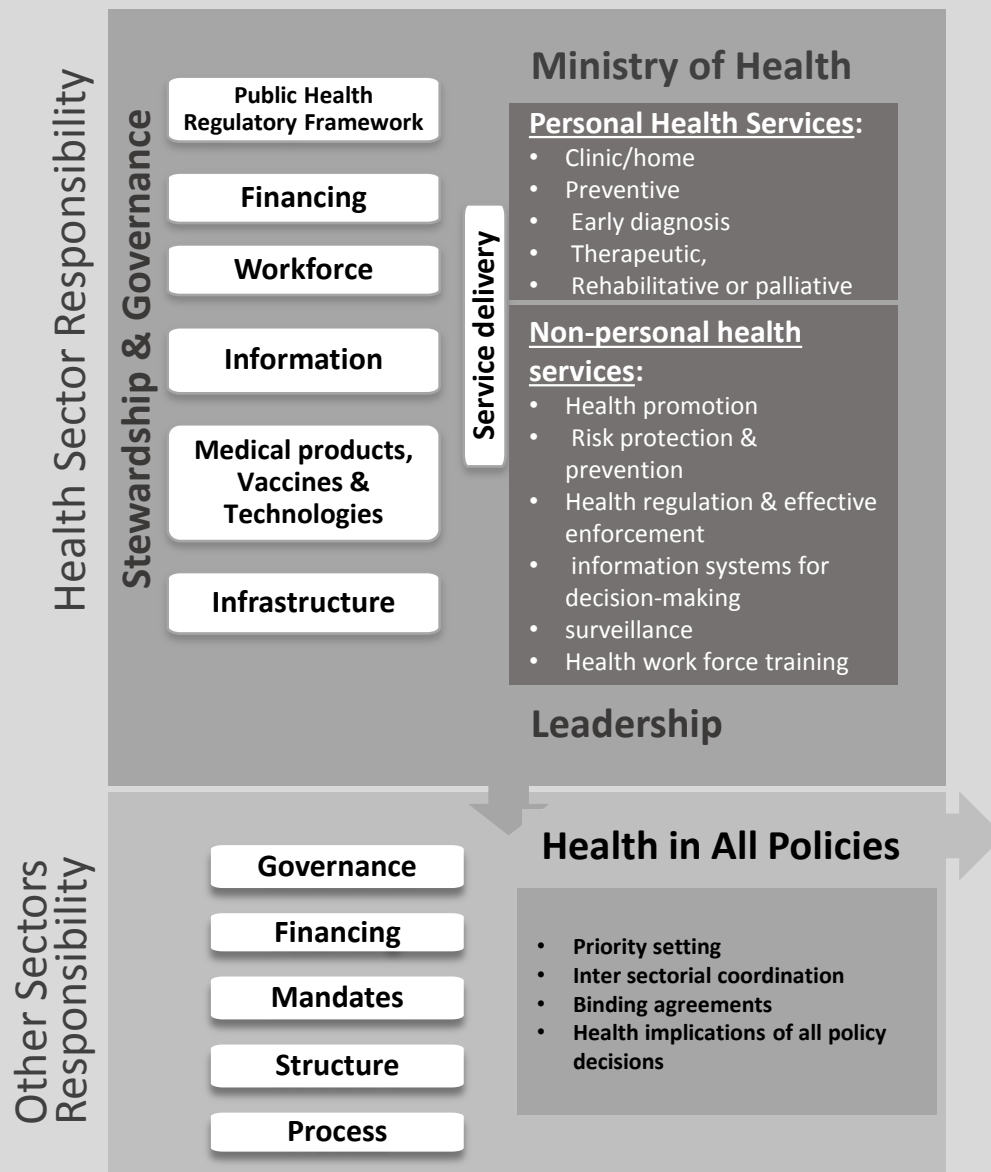 Health Sector Responsibility
Stewardship & Governance
Public Health
Regulatory Framework
Financing
Workforce
Information
Medical products,
Vaccines &
Technologies
Infrastructure
Service delivery
Ministry of Health
Personal Health Services:
• Clinic/home
• Preventive
• Early diagnosis
• Therapeutic,
• Rehabilitative or palliative
Non-personal health
services:
• Health promotion
• Risk protection &
prevention
• Health regulation & effective
enforcement
• information systems for
decision-making
• surveillance
• Health work force training
Leadership
Other Sectors
Responsibility
Governance
Financing
Mandates
Structure
Process
Health in All Policies
• Priority setting
• Inter sectorial coordination
• Binding agreements
• Health implications of all policy
decisions